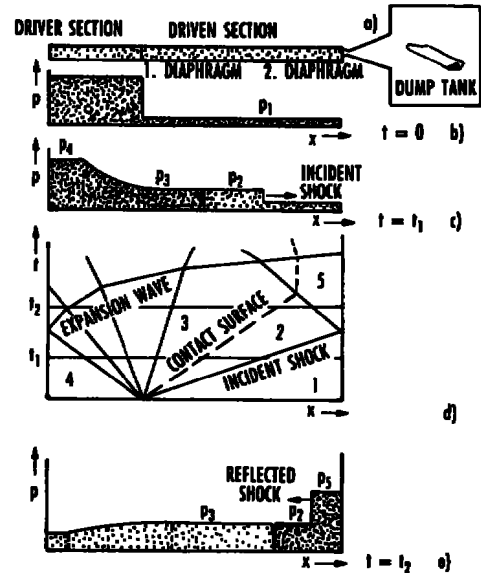 DRIVER SECTION
DRIVEN SECTION
a)
1. DIAPHRAGM 2. DIAPHRAGM
DUMP TANK
p
p₁
x
t = 0 b)
p₄
p
p₃
p₂
INCIDENT
SHOCK
x
t = t₁ c)
t
t₂
t₁
EXPANSION WAVE
CONTACT SURFACE
INCIDENT SHOCK
5
3
2
4
1
x
d)
REFLECTED
SHOCK
p₅
p
p₃
p₂
x
t = t₂ e)